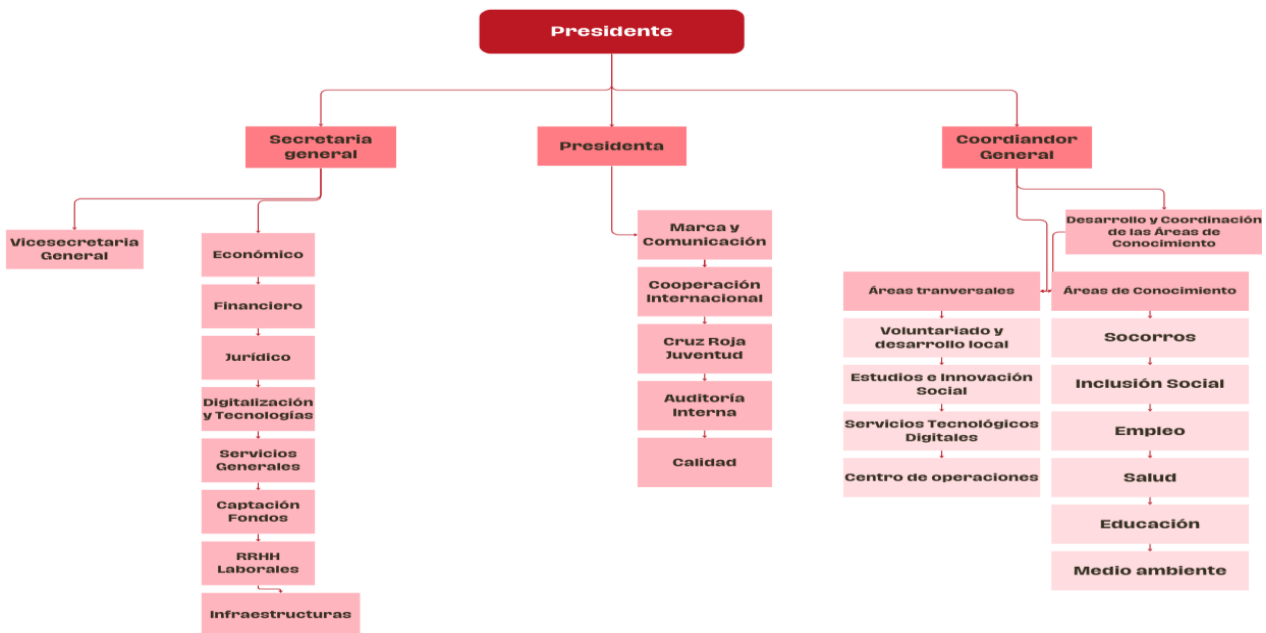 Presidente
Secretaria
general
Presidenta
Coordiandor
General
Vicesecretaria
General
Económico
Financiero
Jurídico
Digitalización
y Tecnologías
Servicios
Generales
Captación
Fondos
RRHH
Laborales
Infraestructuras
Marca y
Comunicación
Cooperación
Internacional
Cruz Roja
Juventud
Auditoría
Interna
Calidad
Desarrollo y Coordinación
de las Áreas de
Conocimiento
Áreas tranversales
Voluntariado y
desarrollo local
Estudios e Innovación
Social
Servicios Tecnológicos
Digitales
Centro de operaciones
Áreas de Conocimiento
Socorros
Inclusión Social
Empleo
Salud
Educación
Medio ambiente